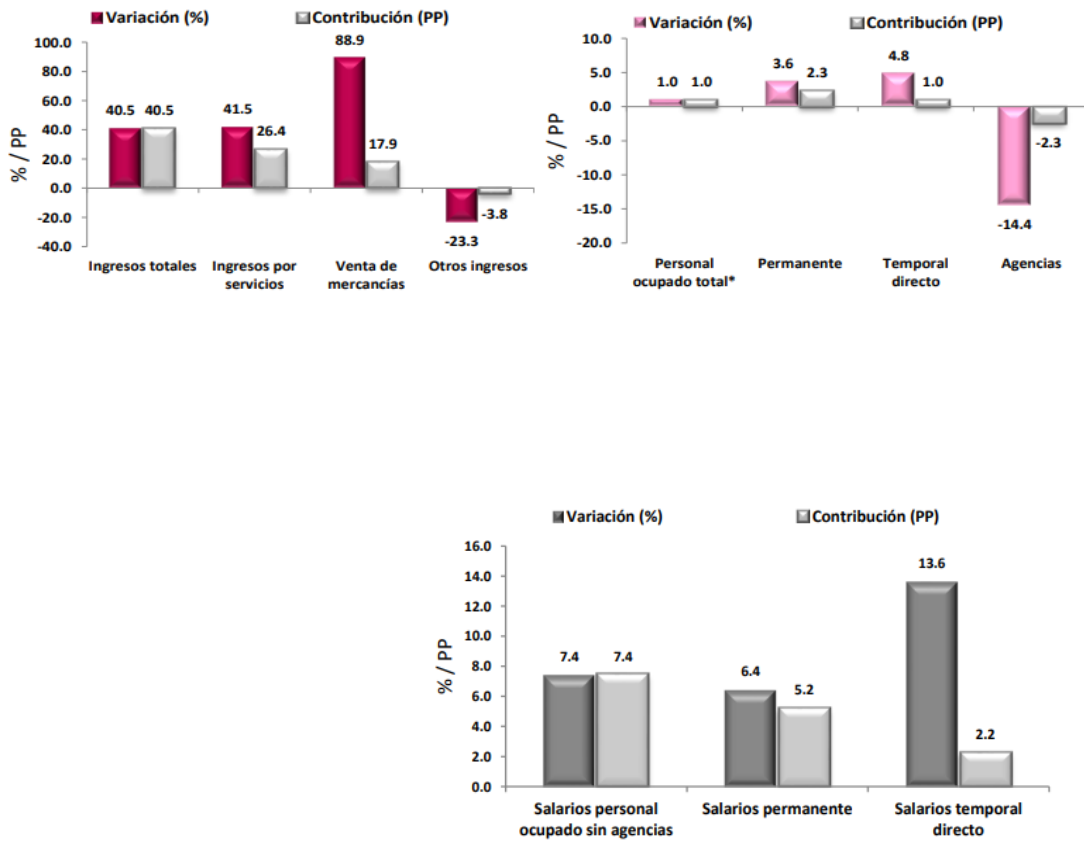 Variación (%) Contribución (PP)
% / PP
100.0
80.0
60.0
40.0
20.0
0.0
-20.0
-40.0
40.5 40.5 41.5 26.4 88.9 17.9 -23.3 -3.8
Ingresos totales Ingresos por Venta de Otros ingresos
servicios mercancías
Variación (%) Contribución (PP)
% / PP
10.0
5.0
0.0
-5.0
-10.0
-15.0
-20.0
1.0 1.0 3.6 2.3 4.8 1.0 -14.4 -2.3
Personal Permanente Temporal Agencias
ocupado total* directo
Variación (%) Contribución (PP)
% / PP
16.0
14.0
12.0
10.0
8.0
6.0
4.0
2.0
0.0
7.4 7.4 6.4 5.2 13.6 2.2
Salarios personal Salarios permanente Salarios temporal
ocupado sin agencias directo